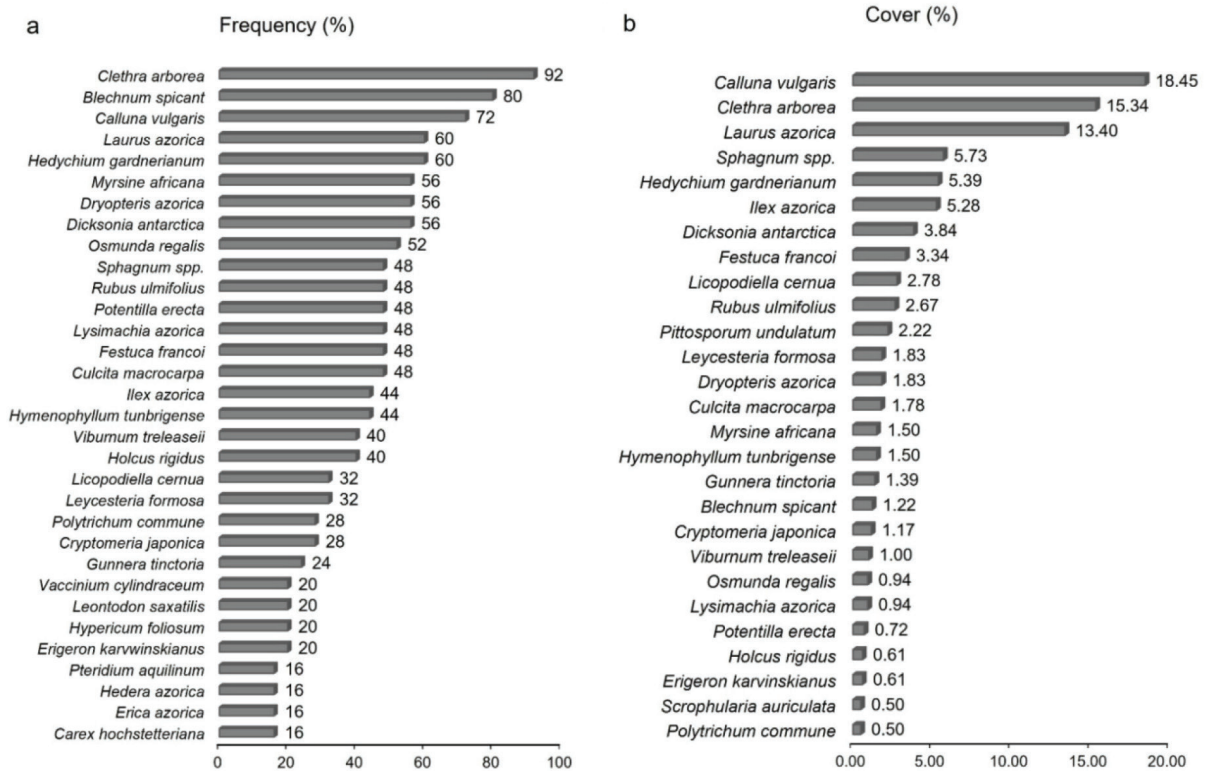 a Frequency (%)
Clethra arborea 92
Blechnum spicant 80
Calluna vulgaris 72
Laurus azorica 60
Hedychium gardnerianum 60
Myrsine africana 56
Dryopteris azorica 56
Dicksonia antarctica 56
Osmunda regalis 52
Sphagnum spp. 48
Rubus ulmifolius 48
Potentilla erecta 48
Lysimachia azorica 48
Festuca francoi 48
Culcita macrocarpa 48
Ilex azorica 44
Hymenophyllum tunbrigense 44
Viburnum treleaseii 40
Holcus rigidus 40
Licopodiella cernua 32
Leycesteria formosa 32
Polytrichum commune 28
Cryptomeria japonica 28
Gunnera tinctoria 24
Vaccinium cylindraceum 20
Leontodon saxatilis 20
Hypericum foliosum 20
Erigeron karvwinskianus 20
Pteridium aquilinum 16
Hedera azorica 16
Erica azorica 16
Carex hochstetteriana 16
0 20 40 60 80 100
b Cover (%)
Calluna vulgaris 18.45
Clethra arborea 15.34
Laurus azorica 13.40
Sphagnum spp. 5.73
Hedychium gardnerianum 5.39
Ilex azorica 5.28
Dicksonia antarctica 3.84
Festuca francoi 3.34
Licopodiella cernua 2.78
Rubus ulmifolius 2.67
Pittosporum undulatum 2.22
Leycesteria formosa 1.83
Dryopteris azorica 1.83
Culcita macrocarpa 1.78
Myrsine africana 1.50
Hymenophyllum tunbrigense 1.50
Gunnera tinctoria 1.39
Blechnum spicant 1.22
Cryptomeria japonica 1.17
Viburnum treleaseii 1.00
Osmunda regalis 0.94
Lysimachia azorica 0.94
Potentilla erecta 0.72
Holcus rigidus 0.61
Erigeron karvinskianus 0.61
Scrophularia auriculata 0.50
Polytrichum commune 0.50
0.00 5.00 10.00 15.00 20.00